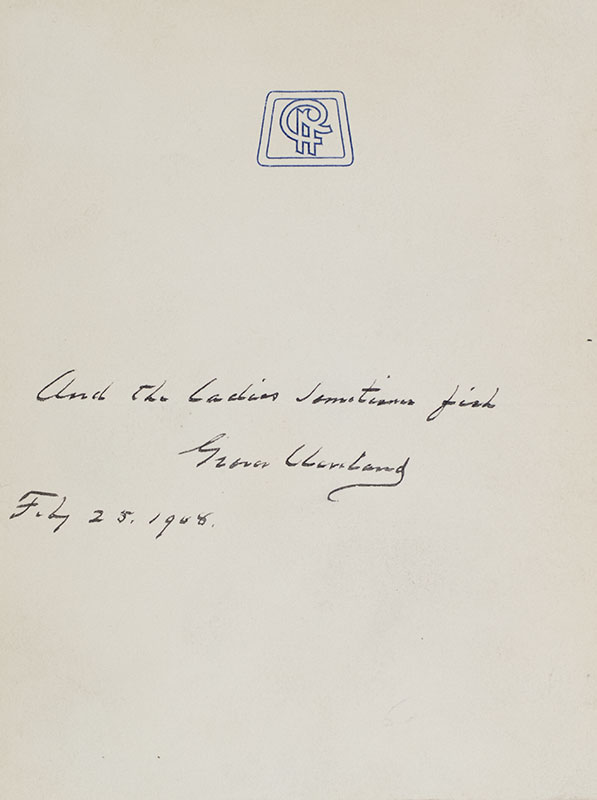 And the Ladies sometimes fish
Grover Cleveland
Feby 25. 1908.